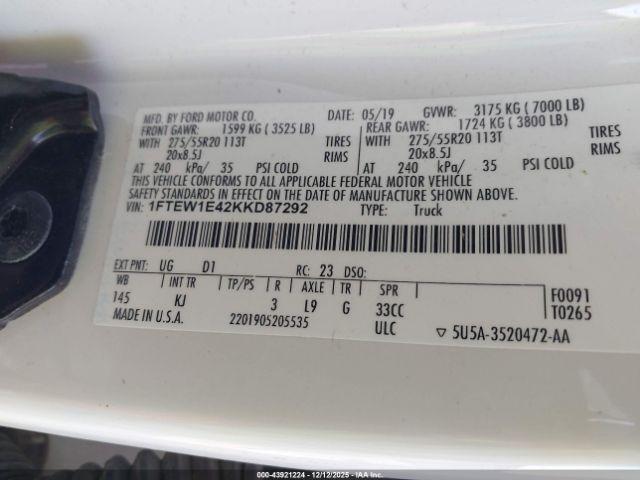 MFD. BY FORD MOTOR CO. DATE: 05/19 GVWR: 3175 KG ( 7000 LB)
FRONT GAWR: 1599 KG ( 3525 LB) REAR GAWR: 1724 KG ( 3800 LB)
WITH 275/55R20 113T TIRES WITH 275/55R20 113T TIRES
20x8.5J RIMS 20x8.5J RIMS
AT 240 kPa/ 35 PSI COLD AT 240 kPa/ 35 PSI COLD
THIS VEHICLE CONFORMS TO ALL APPLICABLE FEDERAL MOTOR VEHICLE
SAFETY STANDARDS IN EFFECT ON THE DATE OF MANUFACTURE SHOWN ABOVE.
VIN: 1FTEW1E42KKD87292 TYPE: Truck
EXT PNT: UG D1 RC: 23 DSO:
WB INT TR TP/PS R AXLE TR SPR F0091
145 KJ 3 L9 G 33CC T0265
MADE IN U.S.A. 2201905205535 ULC ▽ 5U5A-3520472-AA
Stock#: 43921224 - 12/12/2025 - IAAI.com